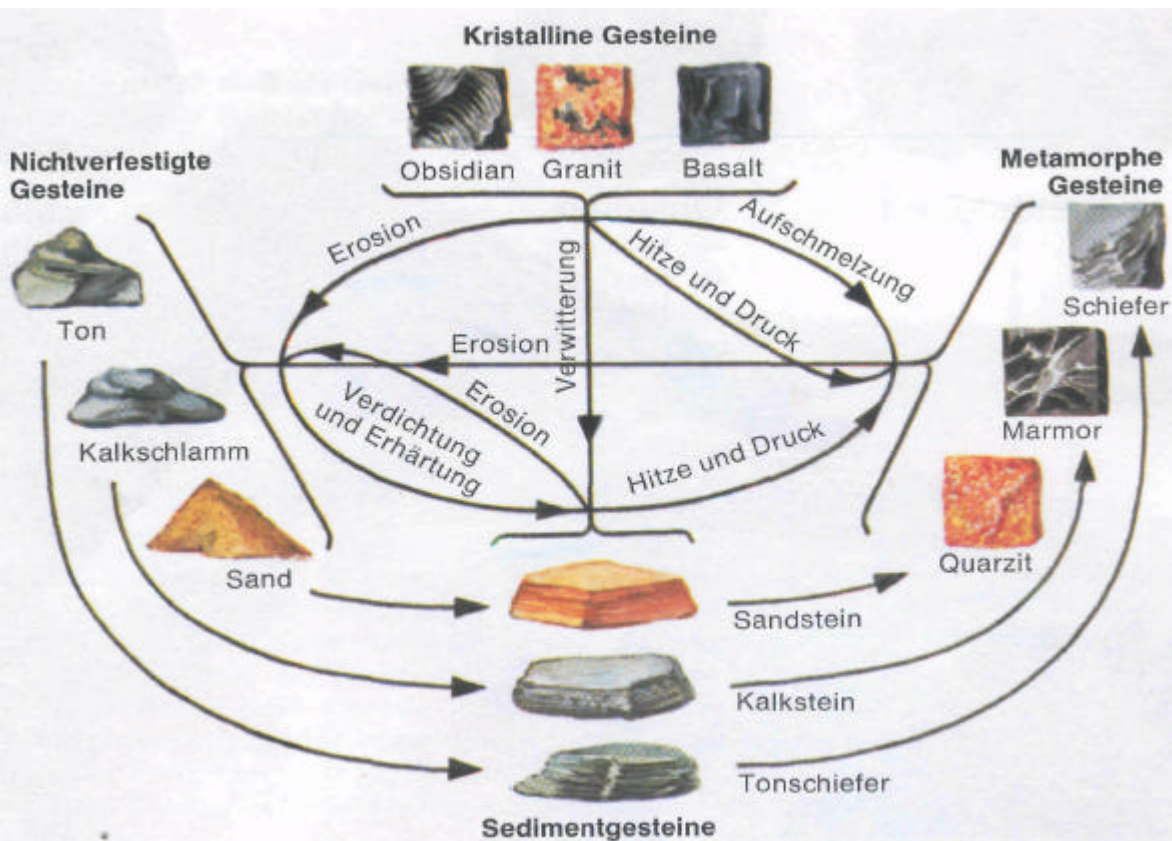 Kristalline Gesteine
Obsidian
Granit
Basalt
Nichtverfestigte
Gesteine
Metamorphe
Gesteine
Ton
Kalkschlamm
Sand
Schiefer
Marmor
Quarzit
Erosion
Aufschmelzung
Hitze und Druck
Verwitterung
Erosion
Erosion
Verdichtung
und Erhärtung
Hitze und Druck
Sandstein
Kalkstein
Tonschiefer
Sedimentgesteine